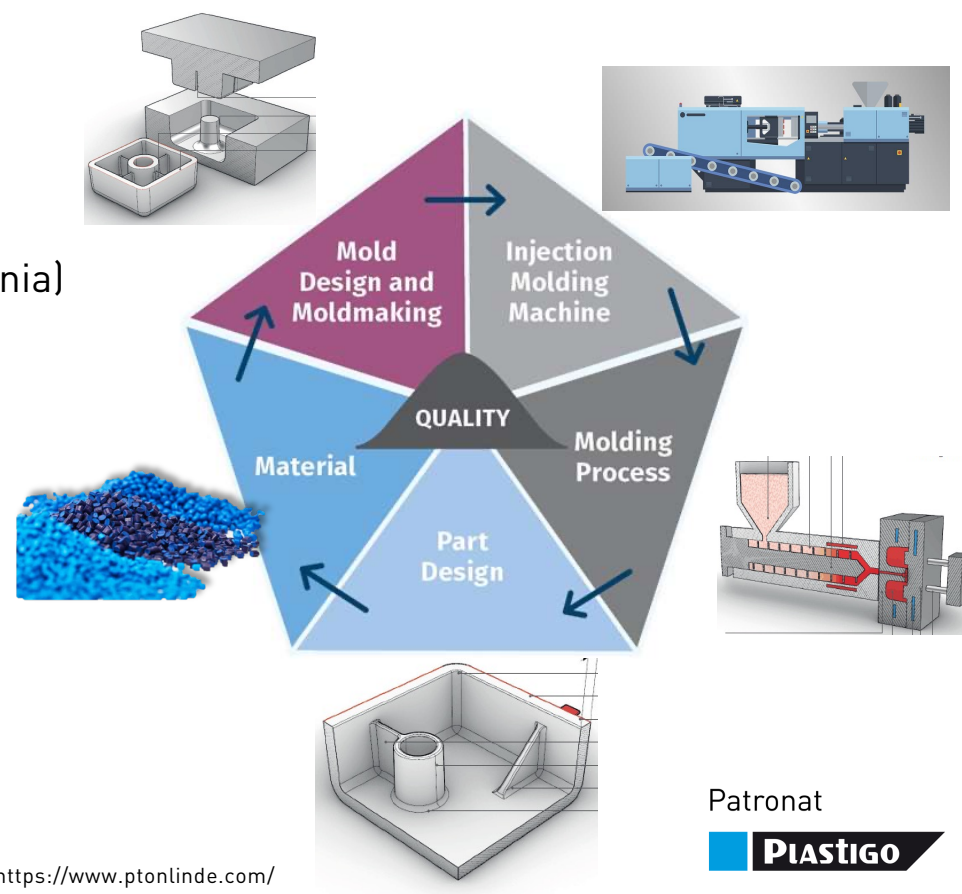 nia)
Mold
Design and
Moldmaking
Injection
Molding
Machine
QUALITY
Material
Molding
Process
Part
Design
Patronat
PLASTIGO
https://www.ptonlinde.com/